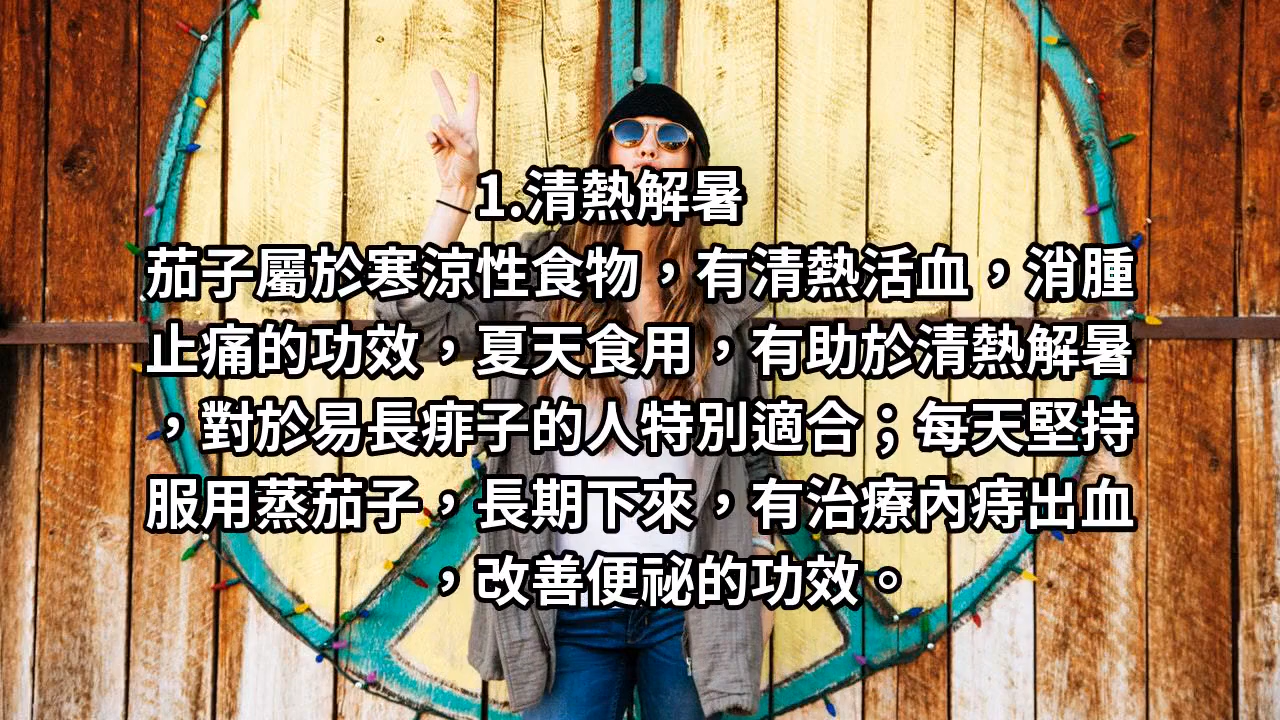 1.清熱解暑
茄子屬於寒涼性食物，有清熱活血，消腫
止痛的功效，夏天食用，有助於清熱解暑
，對於易長痱子的人特別適合；每天堅持
服用蒸茄子，長期下來，有治療內痔出血
，改善便祕的功效。